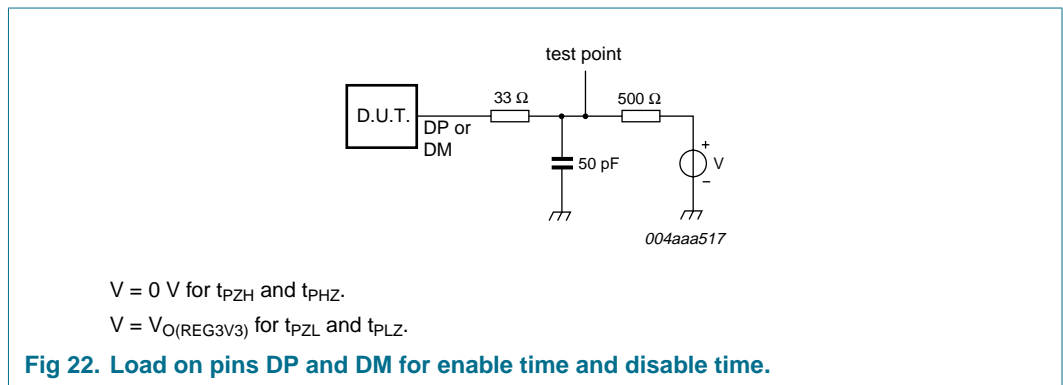 test point
33 Ω
500 Ω
D.U.T.
DP or
DM
50 pF
+
V
−
004aaa517
V = 0 V for tPZH and tPHZ.
V = VO(REG3V3) for tPZL and tPLZ.
Fig 22. Load on pins DP and DM for enable time and disable time.